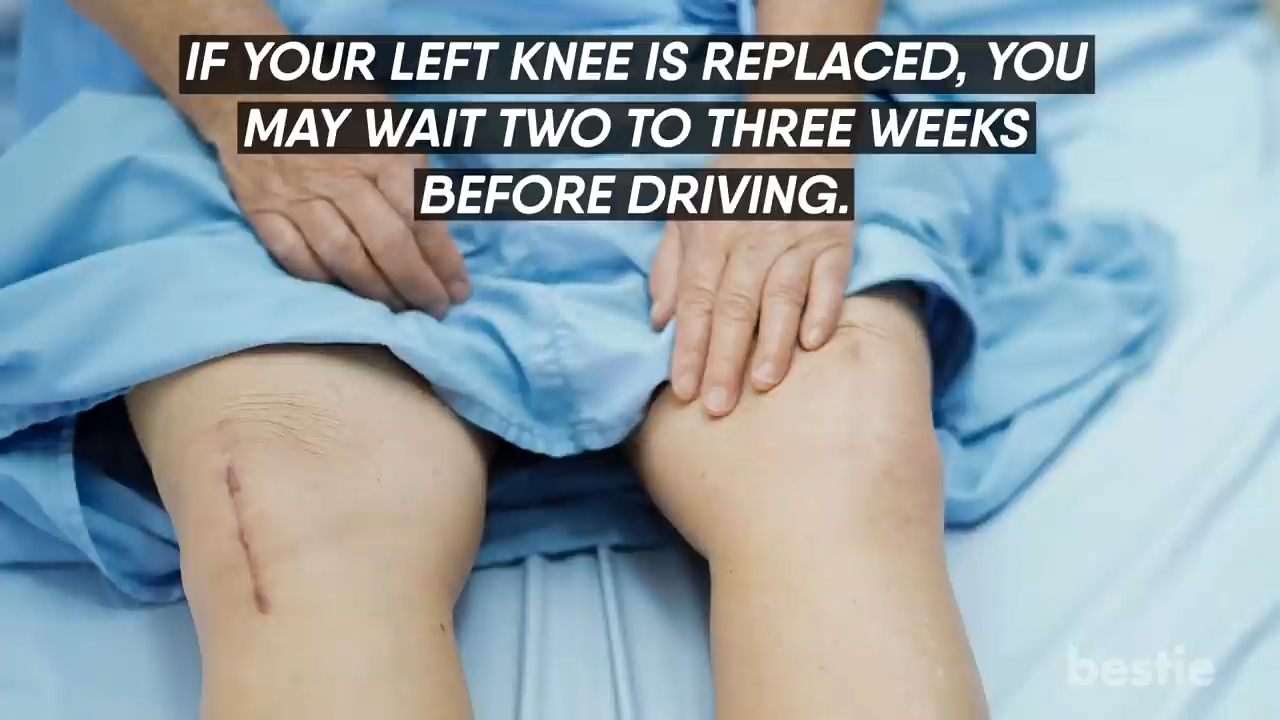 IF YOUR LEFT KNEE IS REPLACED, YOU
MAY WAIT TWO TO THREE WEEKS
BEFORE DRIVING.
bestie